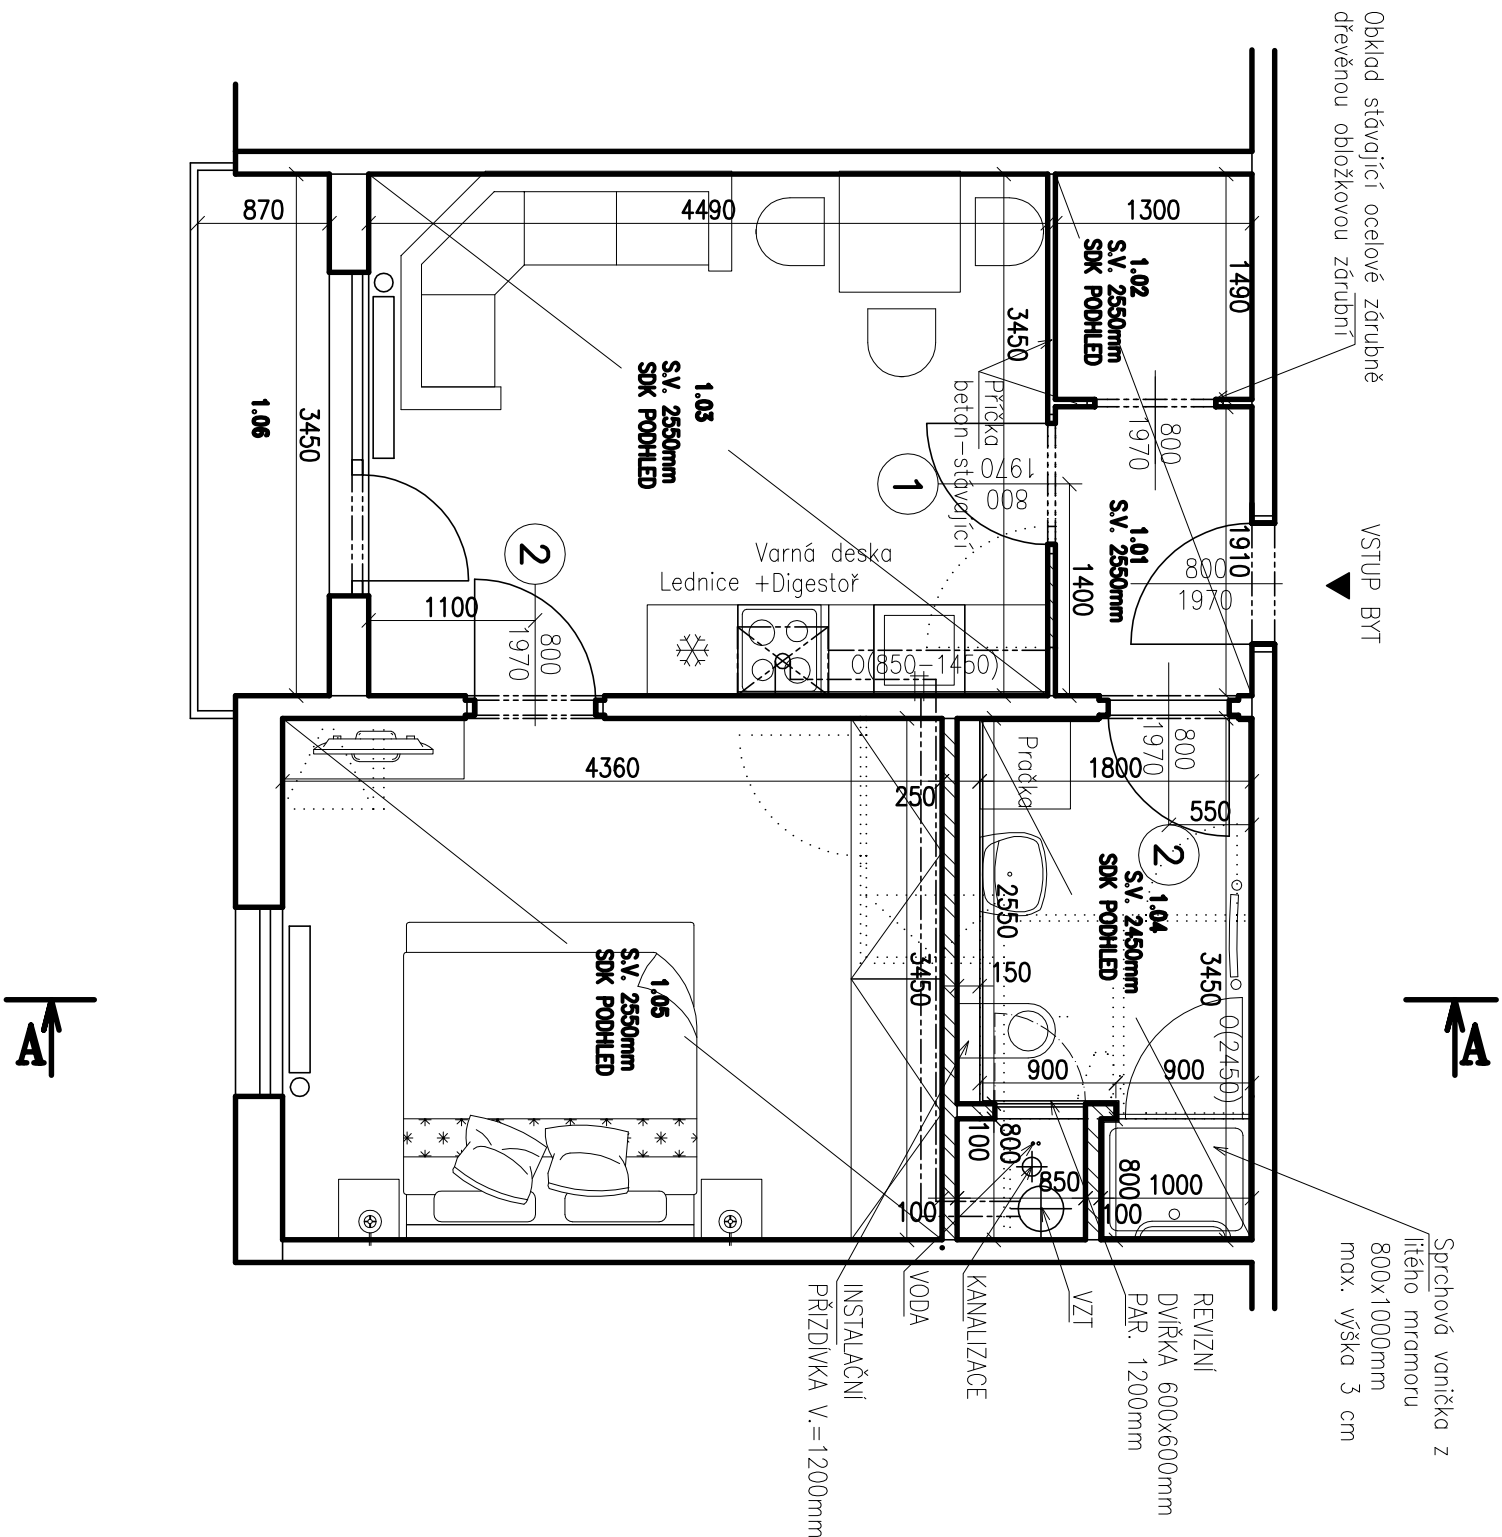 Obklad stávající ocelové zárubně
dřevěnou obložkovou zárubní
VSTUP BYT
870
4490
1300
1490
1.02
S.V. 2550mm
SDK PODHLED
3450
Příčka
beton-stávající
800
1970
800
1970
1.03
S.V. 2550mm
SDK PODHLED
1.06
3450
1
1.01
S.V. 2550mm
1910
800
1970
1400
2
Varná deska
Lednice +Digestoř
1100
800
1970
O(850-1450)
800
1970
4360
250
Pračka
1800
550
2
1.04
S.V. 2450mm
SDK PODHLED
2550
3450
150
3450
O(2450)
1.05
S.V. 2550mm
SDK PODHLED
900
900
A
A
100
800
850
800
1000
100
100
Sprchová vanička z
litého mramoru
800x1000mm
max. výška 3 cm
REVIZNÍ
DVÍŘKA 600x600mm
PAR. 1200mm
VZT
KANALIZACE
VODA
INSTALAČNÍ
PŘIZDÍVKA V.=1200mm